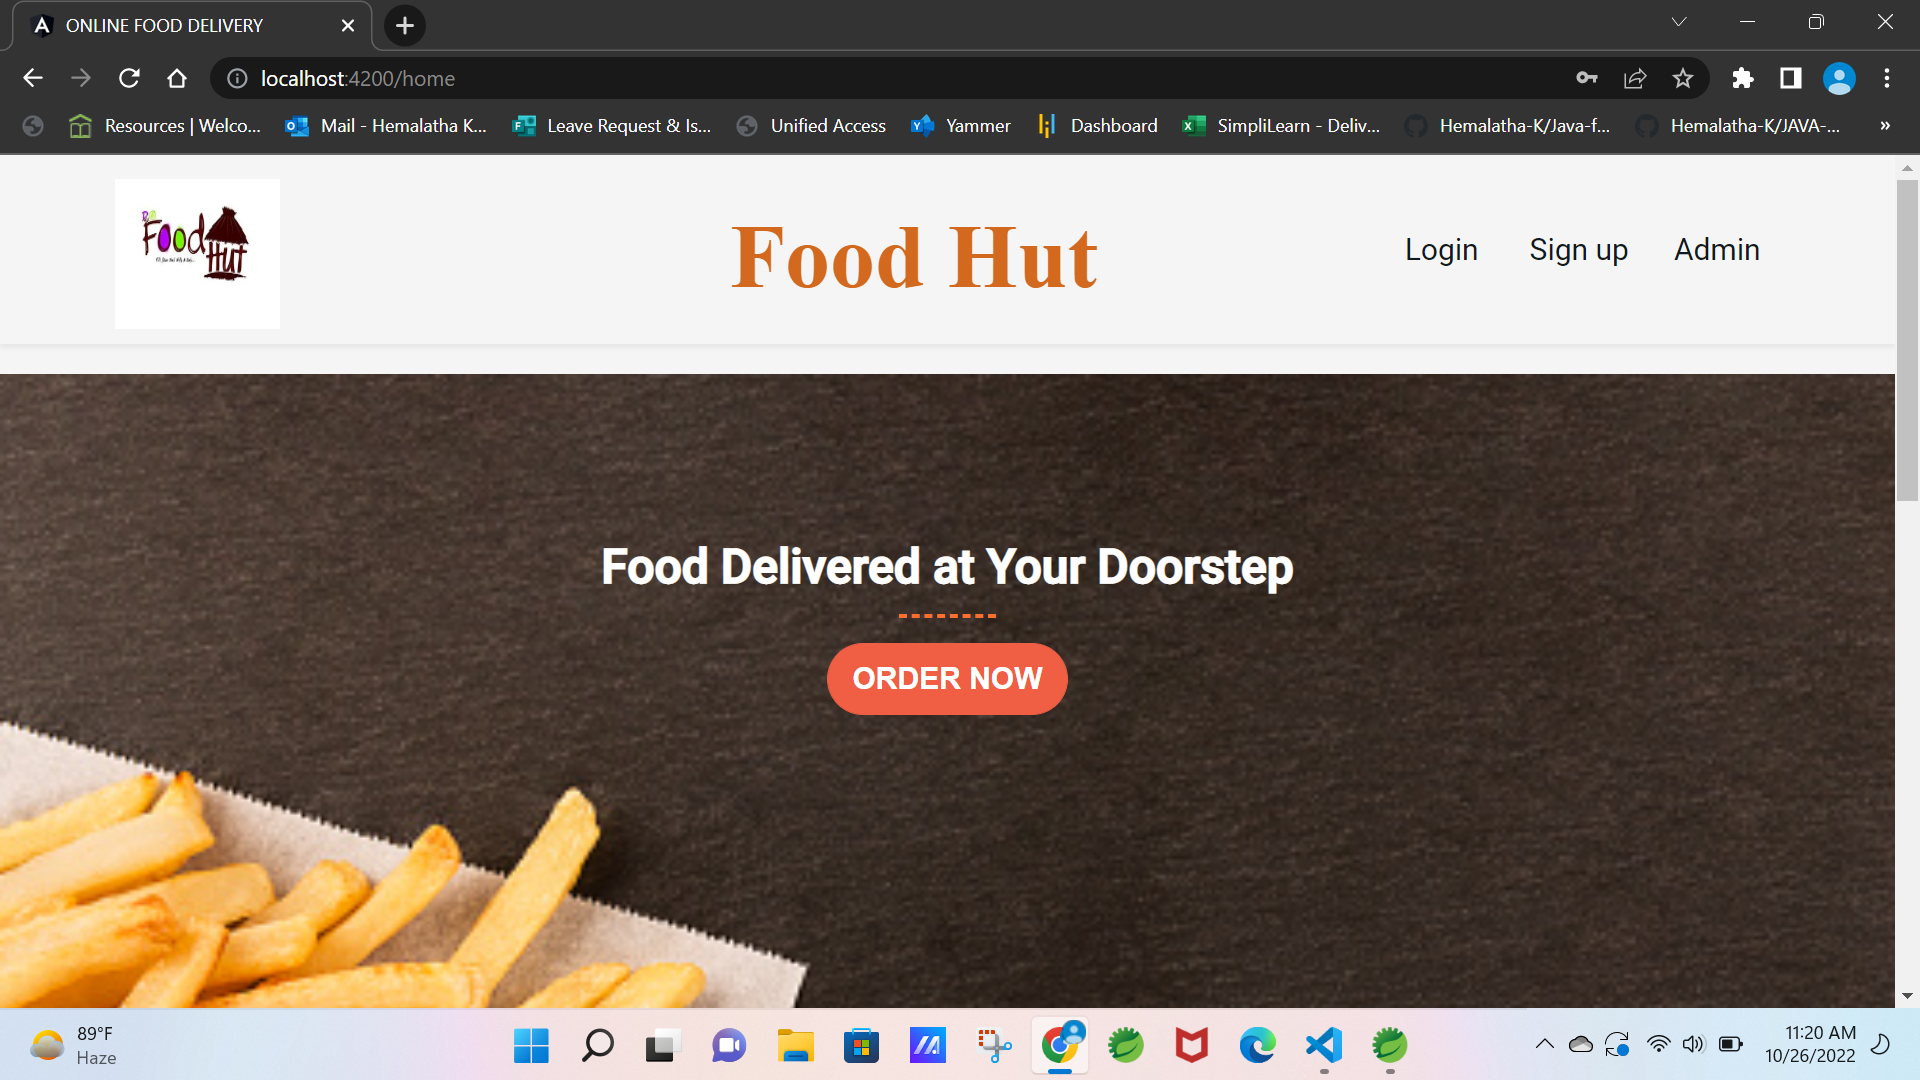 ONLINE FOOD DELIVERY
localhost:4200/home
Resources | Welco...
Mail - Hemalatha K...
Leave Request & Is...
Unified Access
Yammer
Dashboard
SimpliLearn - Deliv...
Hemalatha-K/Java-f...
Hemalatha-K/JAVA-...
»
Food Hut
Food Hut
Login
Sign up
Admin
Food Delivered at Your Doorstep
ORDER NOW
89°F
Haze
11:20 AM
10/26/2022